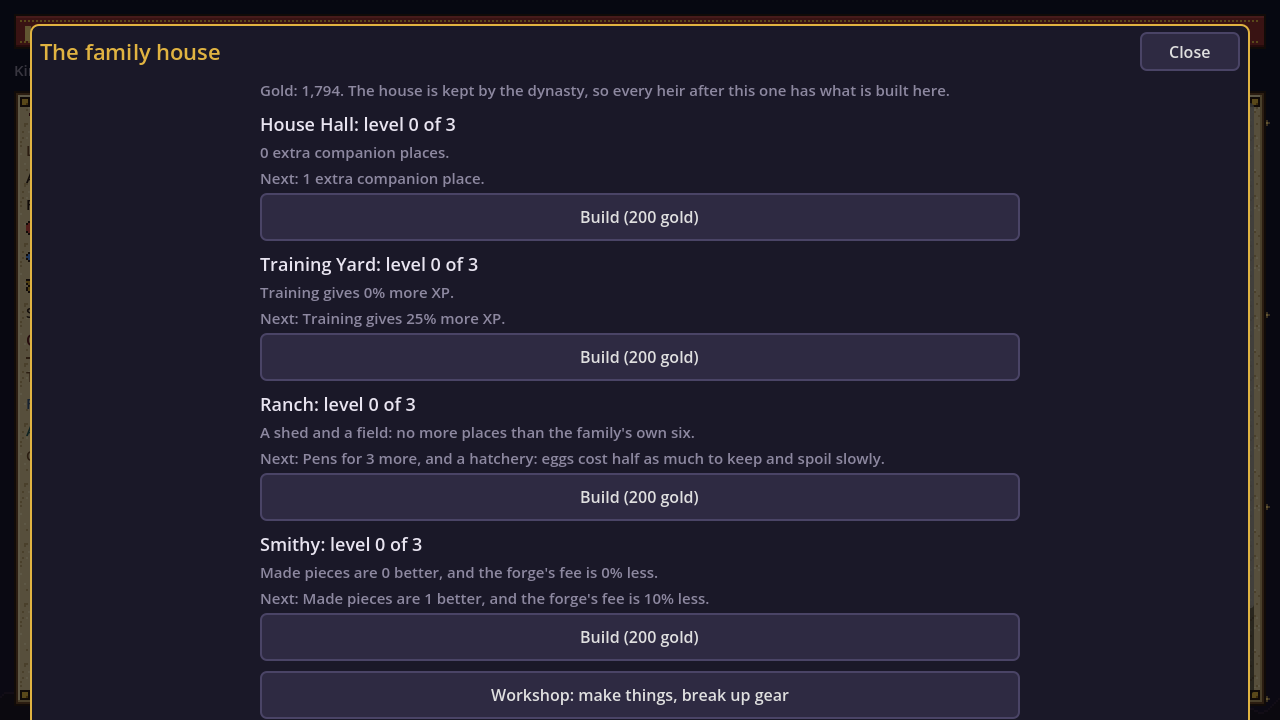 The family house
Close
Gold: 1,794. The house is kept by the dynasty, so every heir after this one has what is built here.
House Hall: level 0 of 3
0 extra companion places.
Next: 1 extra companion place.
Build (200 gold)
Training Yard: level 0 of 3
Training gives 0% more XP.
Next: Training gives 25% more XP.
Build (200 gold)
Ranch: level 0 of 3
A shed and a field: no more places than the family's own six.
Next: Pens for 3 more, and a hatchery: eggs cost half as much to keep and spoil slowly.
Build (200 gold)
Smithy: level 0 of 3
Made pieces are 0 better, and the forge's fee is 0% less.
Next: Made pieces are 1 better, and the forge's fee is 10% less.
Build (200 gold)
Workshop: make things, break up gear